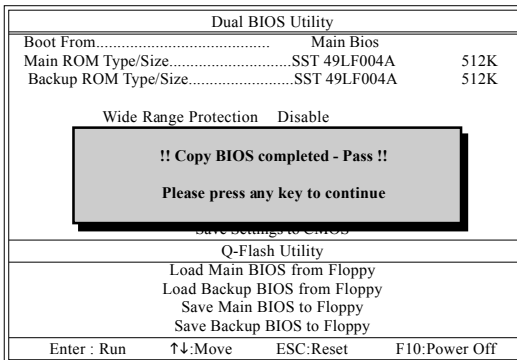 Dual BIOS Utility
Boot From.......................................... Main Bios
Main ROM Type/Size.............................SST 49LF004A 512K
Backup ROM Type/Size.........................SST 49LF004A 512K
Wide Range Protection Disable
!! Copy BIOS completed - Pass !!
Please press any key to continue
Save Settings to CMOS
Q-Flash Utility
Load Main BIOS from Floppy
Load Backup BIOS from Floppy
Save Main BIOS to Floppy
Save Backup BIOS to Floppy
Enter : Run ↑↓:Move ESC:Reset F10:Power Off